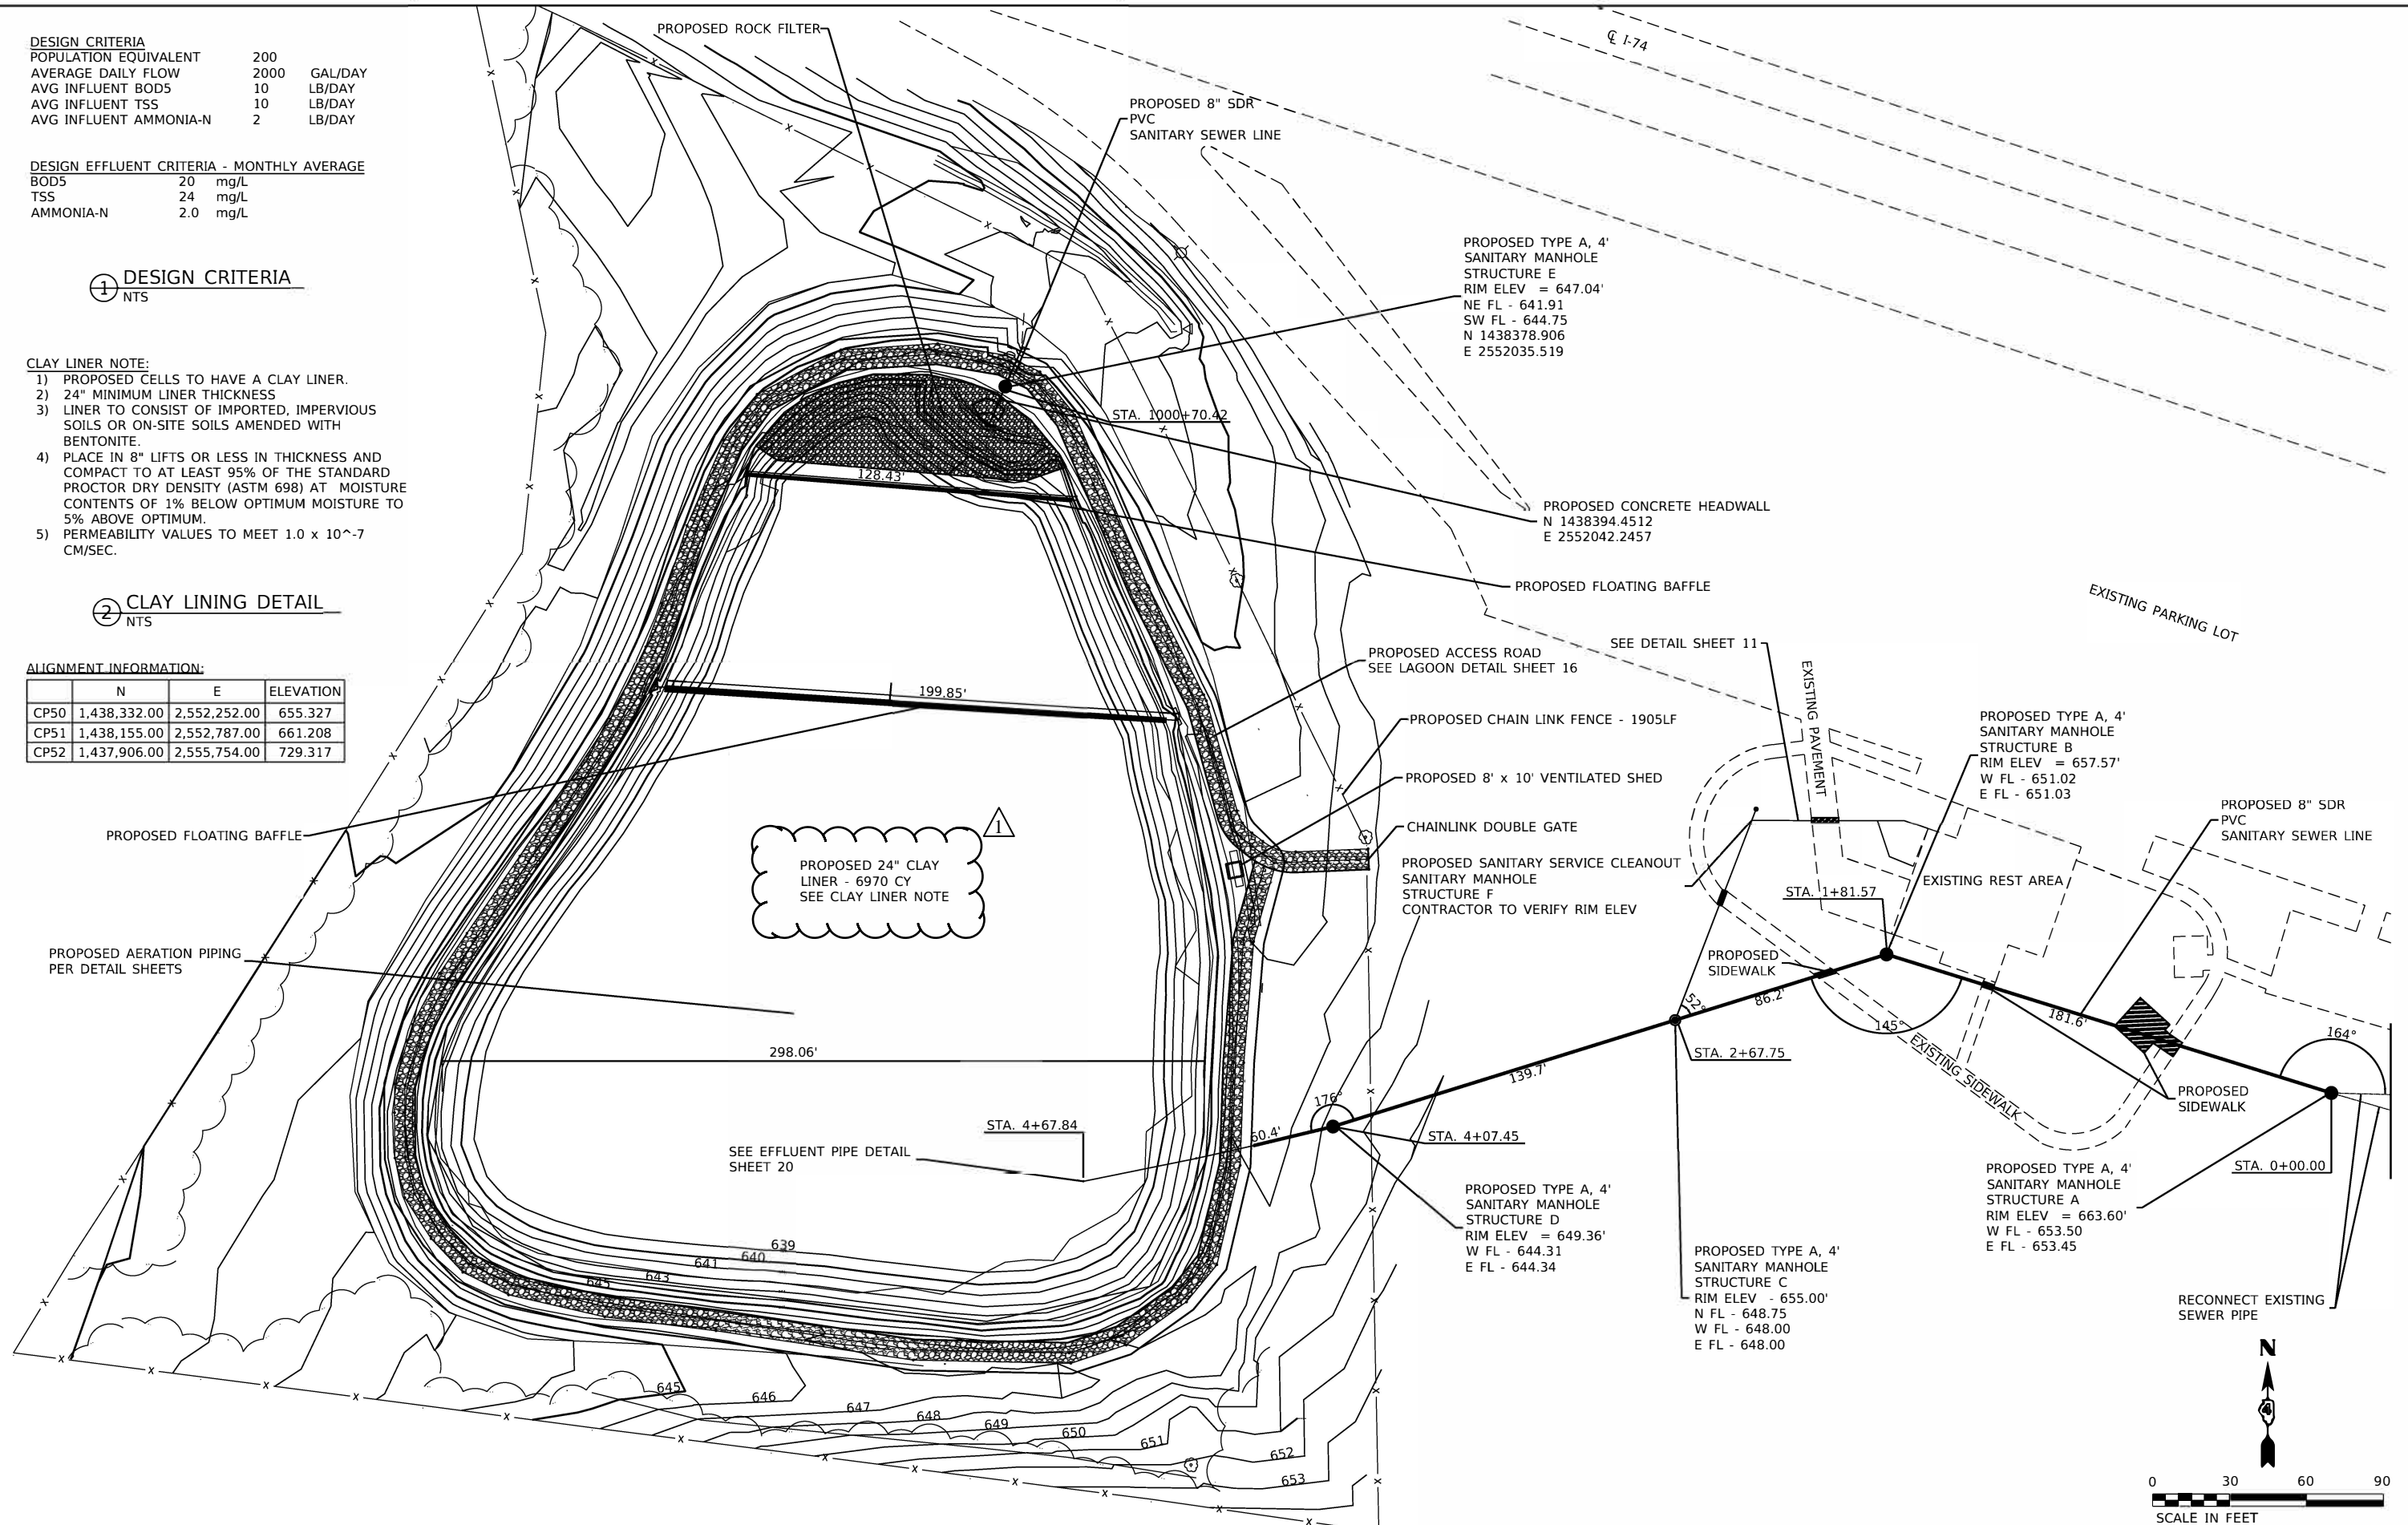 DESIGN CRITERIA
POPULATION EQUIVALENT 200
AVERAGE DAILY FLOW 2000 GAL/DAY
AVG INFLUENT BOD5 10 LB/DAY
AVG INFLUENT TSS 10 LB/DAY
AVG INFLUENT AMMONIA-N 2 LB/DAY
DESIGN EFFLUENT CRITERIA - MONTHLY AVERAGE
BOD5 20 mg/L
TSS 24 mg/L
AMMONIA-N 2.0 mg/L
1 DESIGN CRITERIA
NTS
CLAY LINER NOTE:
1) PROPOSED CELLS TO HAVE A CLAY LINER.
2) 24" MINIMUM LINER THICKNESS
3) LINER TO CONSIST OF IMPORTED, IMPERVIOUS
SOILS OR ON-SITE SOILS AMENDED WITH
BENTONITE.
4) PLACE IN 8" LIFTS OR LESS IN THICKNESS AND
COMPACT TO AT LEAST 95% OF THE STANDARD
PROCTOR DRY DENSITY (ASTM 698) AT MOISTURE
CONTENTS OF 1% BELOW OPTIMUM MOISTURE TO
5% ABOVE OPTIMUM.
5) PERMEABILITY VALUES TO MEET 1.0 x 10^-7
CM/SEC.
2 CLAY LINING DETAIL
NTS
ALIGNMENT INFORMATION:
N E ELEVATION
CP50 1,438,332.00 2,552,252.00 655.327
CP51 1,438,155.00 2,552,787.00 661.208
CP52 1,437,906.00 2,555,754.00 729.317
PROPOSED FLOATING BAFFLE
PROPOSED AERATION PIPING
PER DETAIL SHEETS
PROPOSED ROCK FILTER
PROPOSED 8" SDR
PVC
SANITARY SEWER LINE
℄ I-74
PROPOSED TYPE A, 4'
SANITARY MANHOLE
STRUCTURE E
RIM ELEV = 647.04'
NE FL - 641.91
SW FL - 644.75
N 1438378.906
E 2552035.519
STA. 1000+70.42
128.43'
PROPOSED CONCRETE HEADWALL
N 1438394.4512
E 2552042.2457
PROPOSED FLOATING BAFFLE
PROPOSED ACCESS ROAD
SEE LAGOON DETAIL SHEET 16
199.85'
PROPOSED CHAIN LINK FENCE - 1905LF
PROPOSED 8' x 10' VENTILATED SHED
CHAINLINK DOUBLE GATE
PROPOSED SANITARY SERVICE CLEANOUT
SANITARY MANHOLE
STRUCTURE F
CONTRACTOR TO VERIFY RIM ELEV
1
PROPOSED 24" CLAY
LINER - 6970 CY
SEE CLAY LINER NOTE
298.06'
STA. 4+67.84
SEE EFFLUENT PIPE DETAIL
SHEET 20
639
640
641
643
645
645
646
647
648
649
650
651
652
653
SEE DETAIL SHEET 11
EXISTING PAVEMENT
EXISTING PARKING LOT
PROPOSED TYPE A, 4'
SANITARY MANHOLE
STRUCTURE B
RIM ELEV = 657.57'
W FL - 651.02
E FL - 651.03
PROPOSED 8" SDR
PVC
SANITARY SEWER LINE
EXISTING REST AREA
STA. 1+81.57
PROPOSED
SIDEWALK
52°
86.2'
145°
181.6'
164°
EXISTING SIDEWALK
STA. 2+67.75
139.7'
176°
60.4'
STA. 4+07.45
PROPOSED
SIDEWALK
STA. 0+00.00
PROPOSED TYPE A, 4'
SANITARY MANHOLE
STRUCTURE D
RIM ELEV = 649.36'
W FL - 644.31
E FL - 644.34
PROPOSED TYPE A, 4'
SANITARY MANHOLE
STRUCTURE C
RIM ELEV - 655.00'
N FL - 648.75
W FL - 648.00
E FL - 648.00
PROPOSED TYPE A, 4'
SANITARY MANHOLE
STRUCTURE A
RIM ELEV = 663.60'
W FL - 653.50
E FL - 653.45
RECONNECT EXISTING
SEWER PIPE
N
4
0 30 60 90
SCALE IN FEET